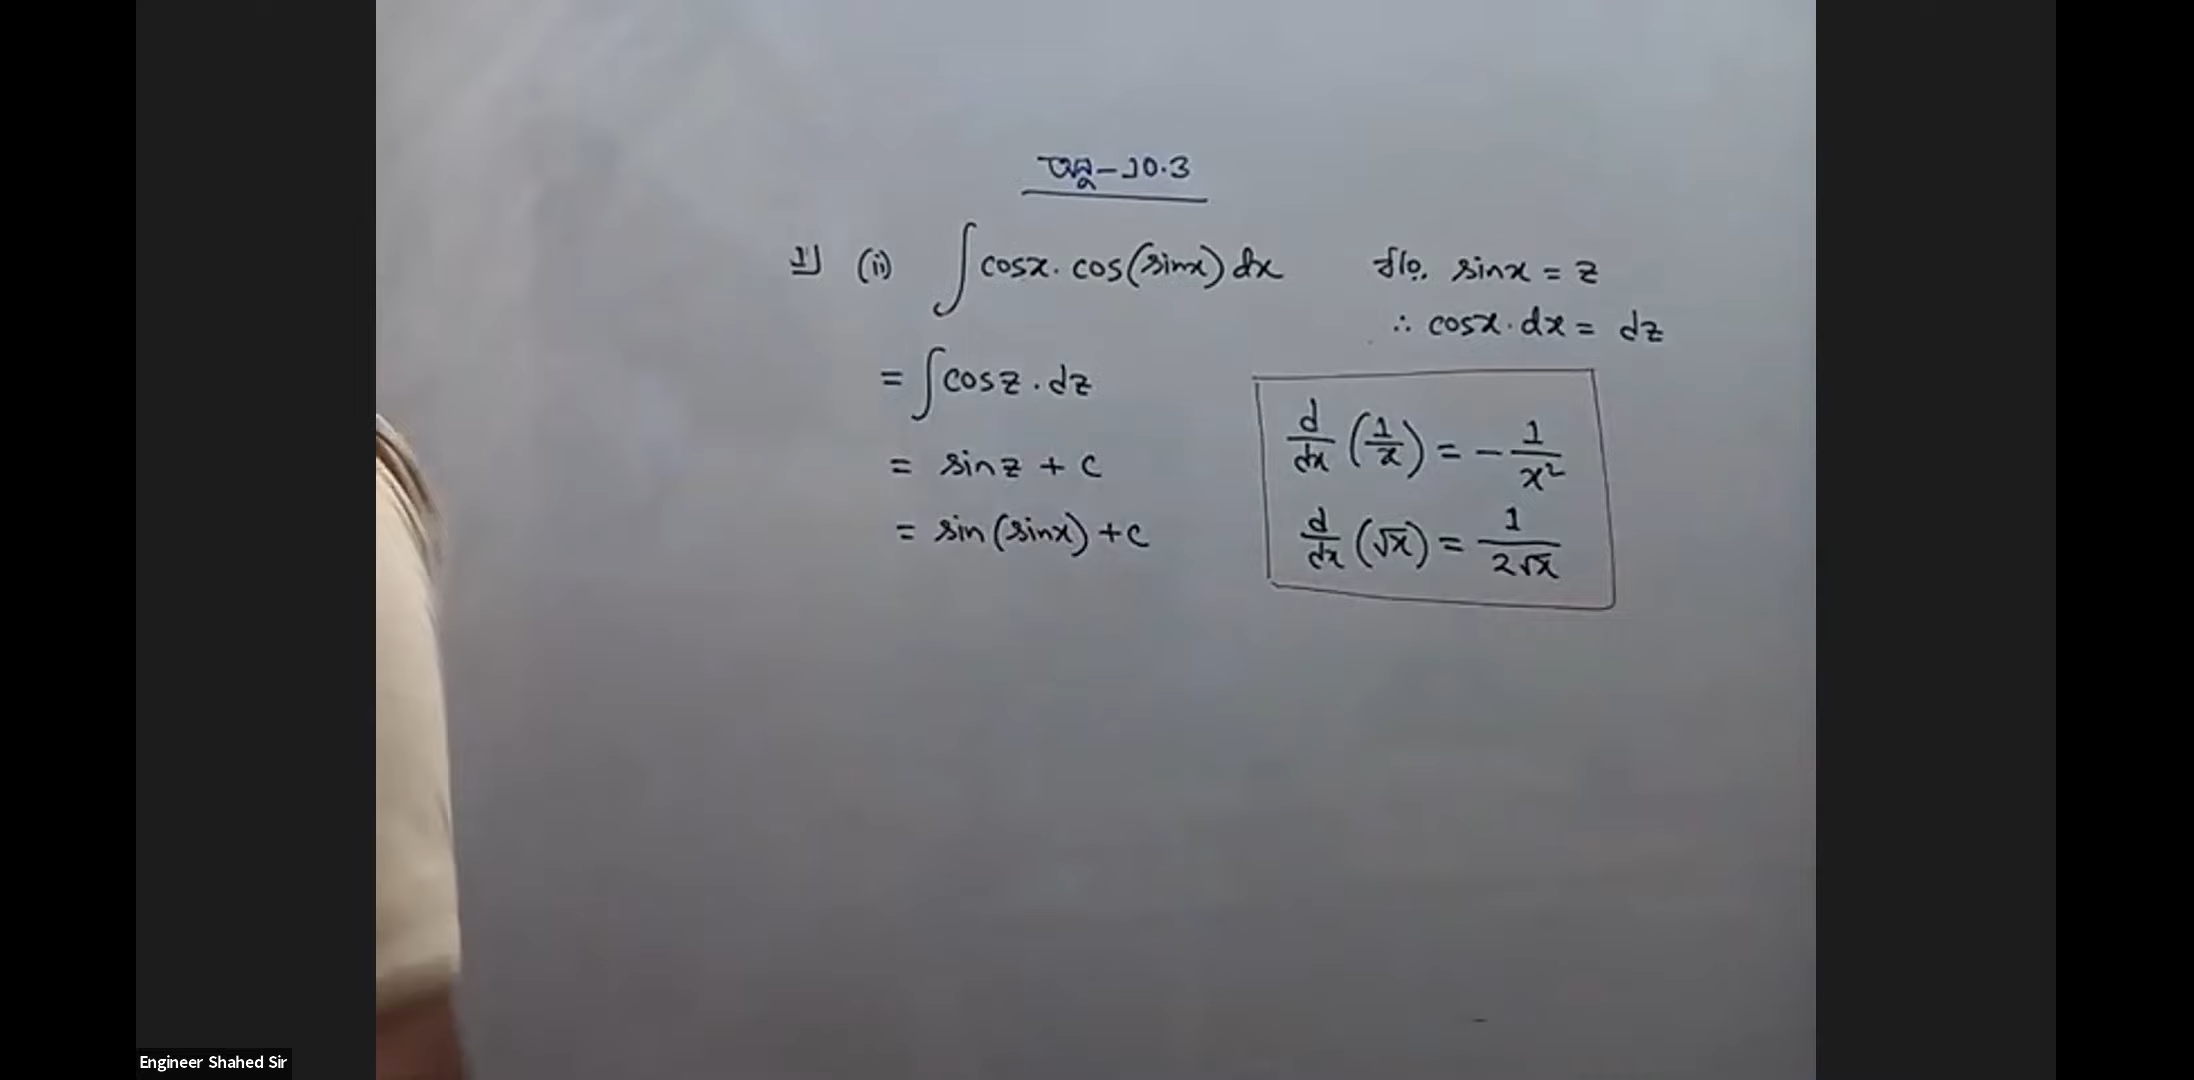 অনু-10.3
1) (ii) ∫cosx. cos(sinx) dx ধরি, sinx = z
∴ cosx. dx = dz
= ∫cosz . dz
= sinz + c
= sin(sinx) + c
d/dx (1/x) = - 1/x²
d/dx (√x) = 1/2√x
Engineer Shahed Sir